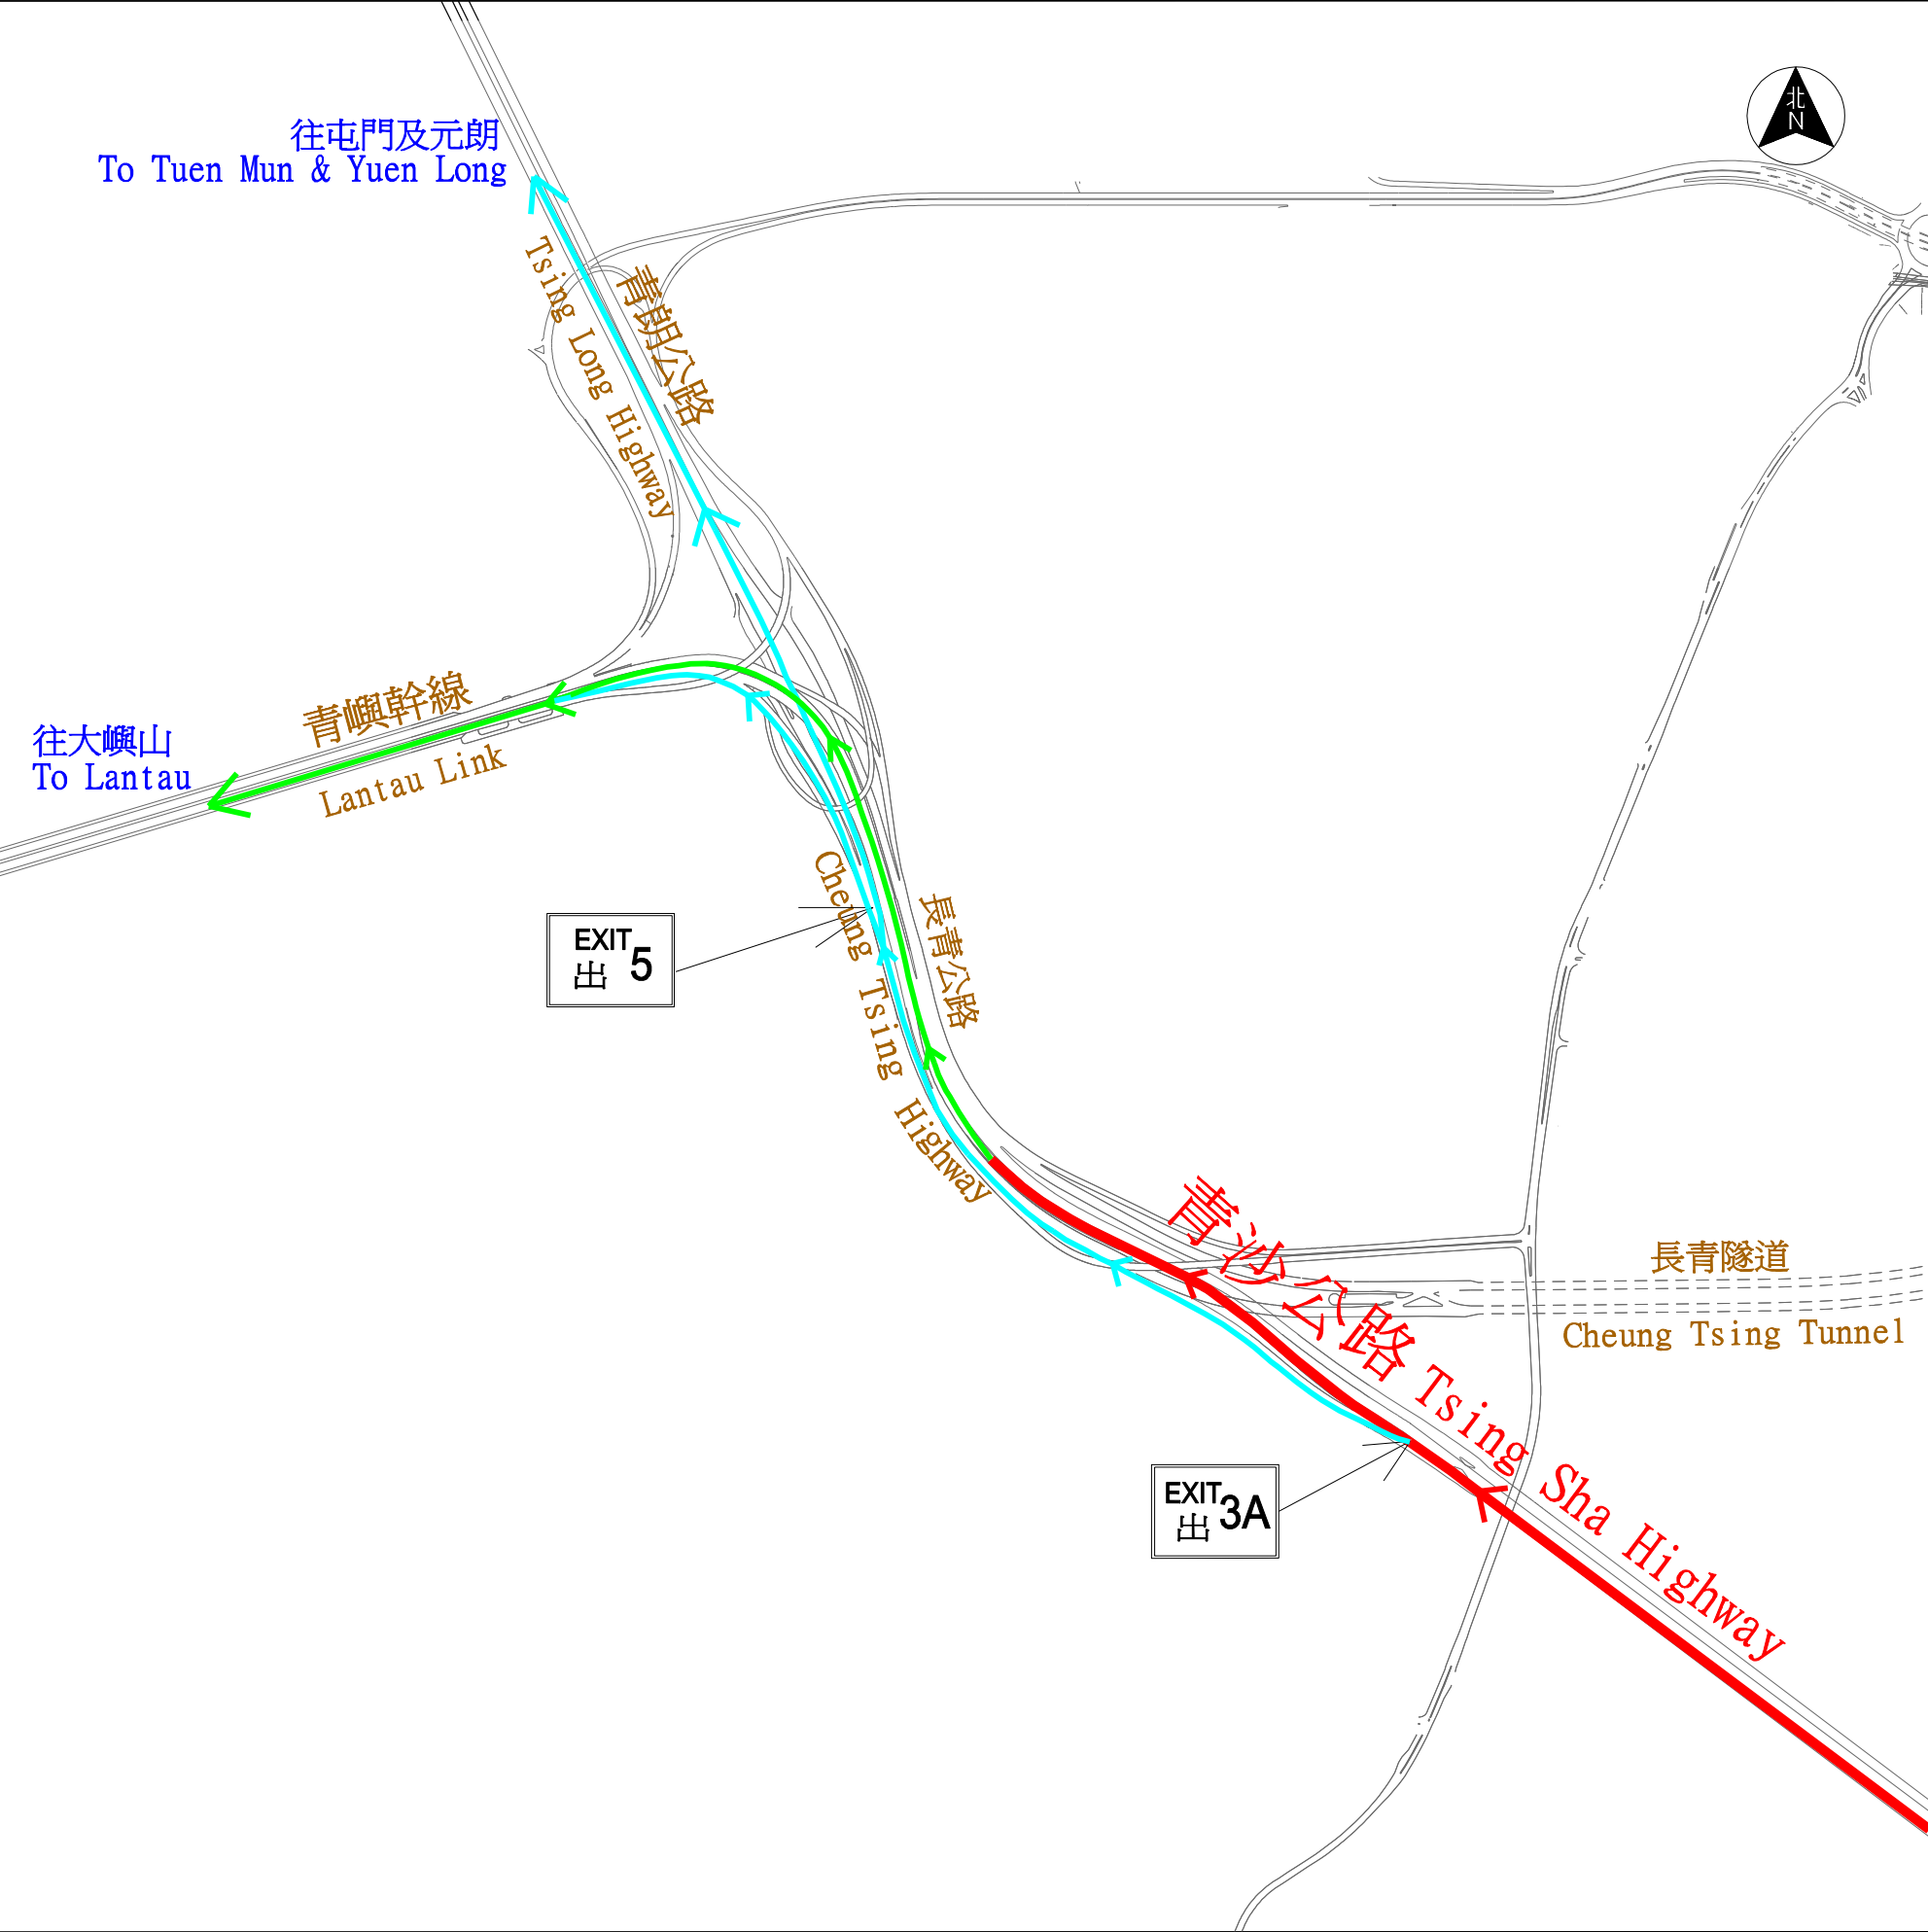 北
N
往屯門及元朗
To Tuen Mun & Yuen Long
青朗公路
Tsing Long Highway
青嶼幹線
Lantau Link
往大嶼山
To Lantau
長青公路
Cheung Tsing Highway
EXIT 5
出
青沙公路 Tsing Sha Highway
長青隧道
Cheung Tsing Tunnel
EXIT 3A
出